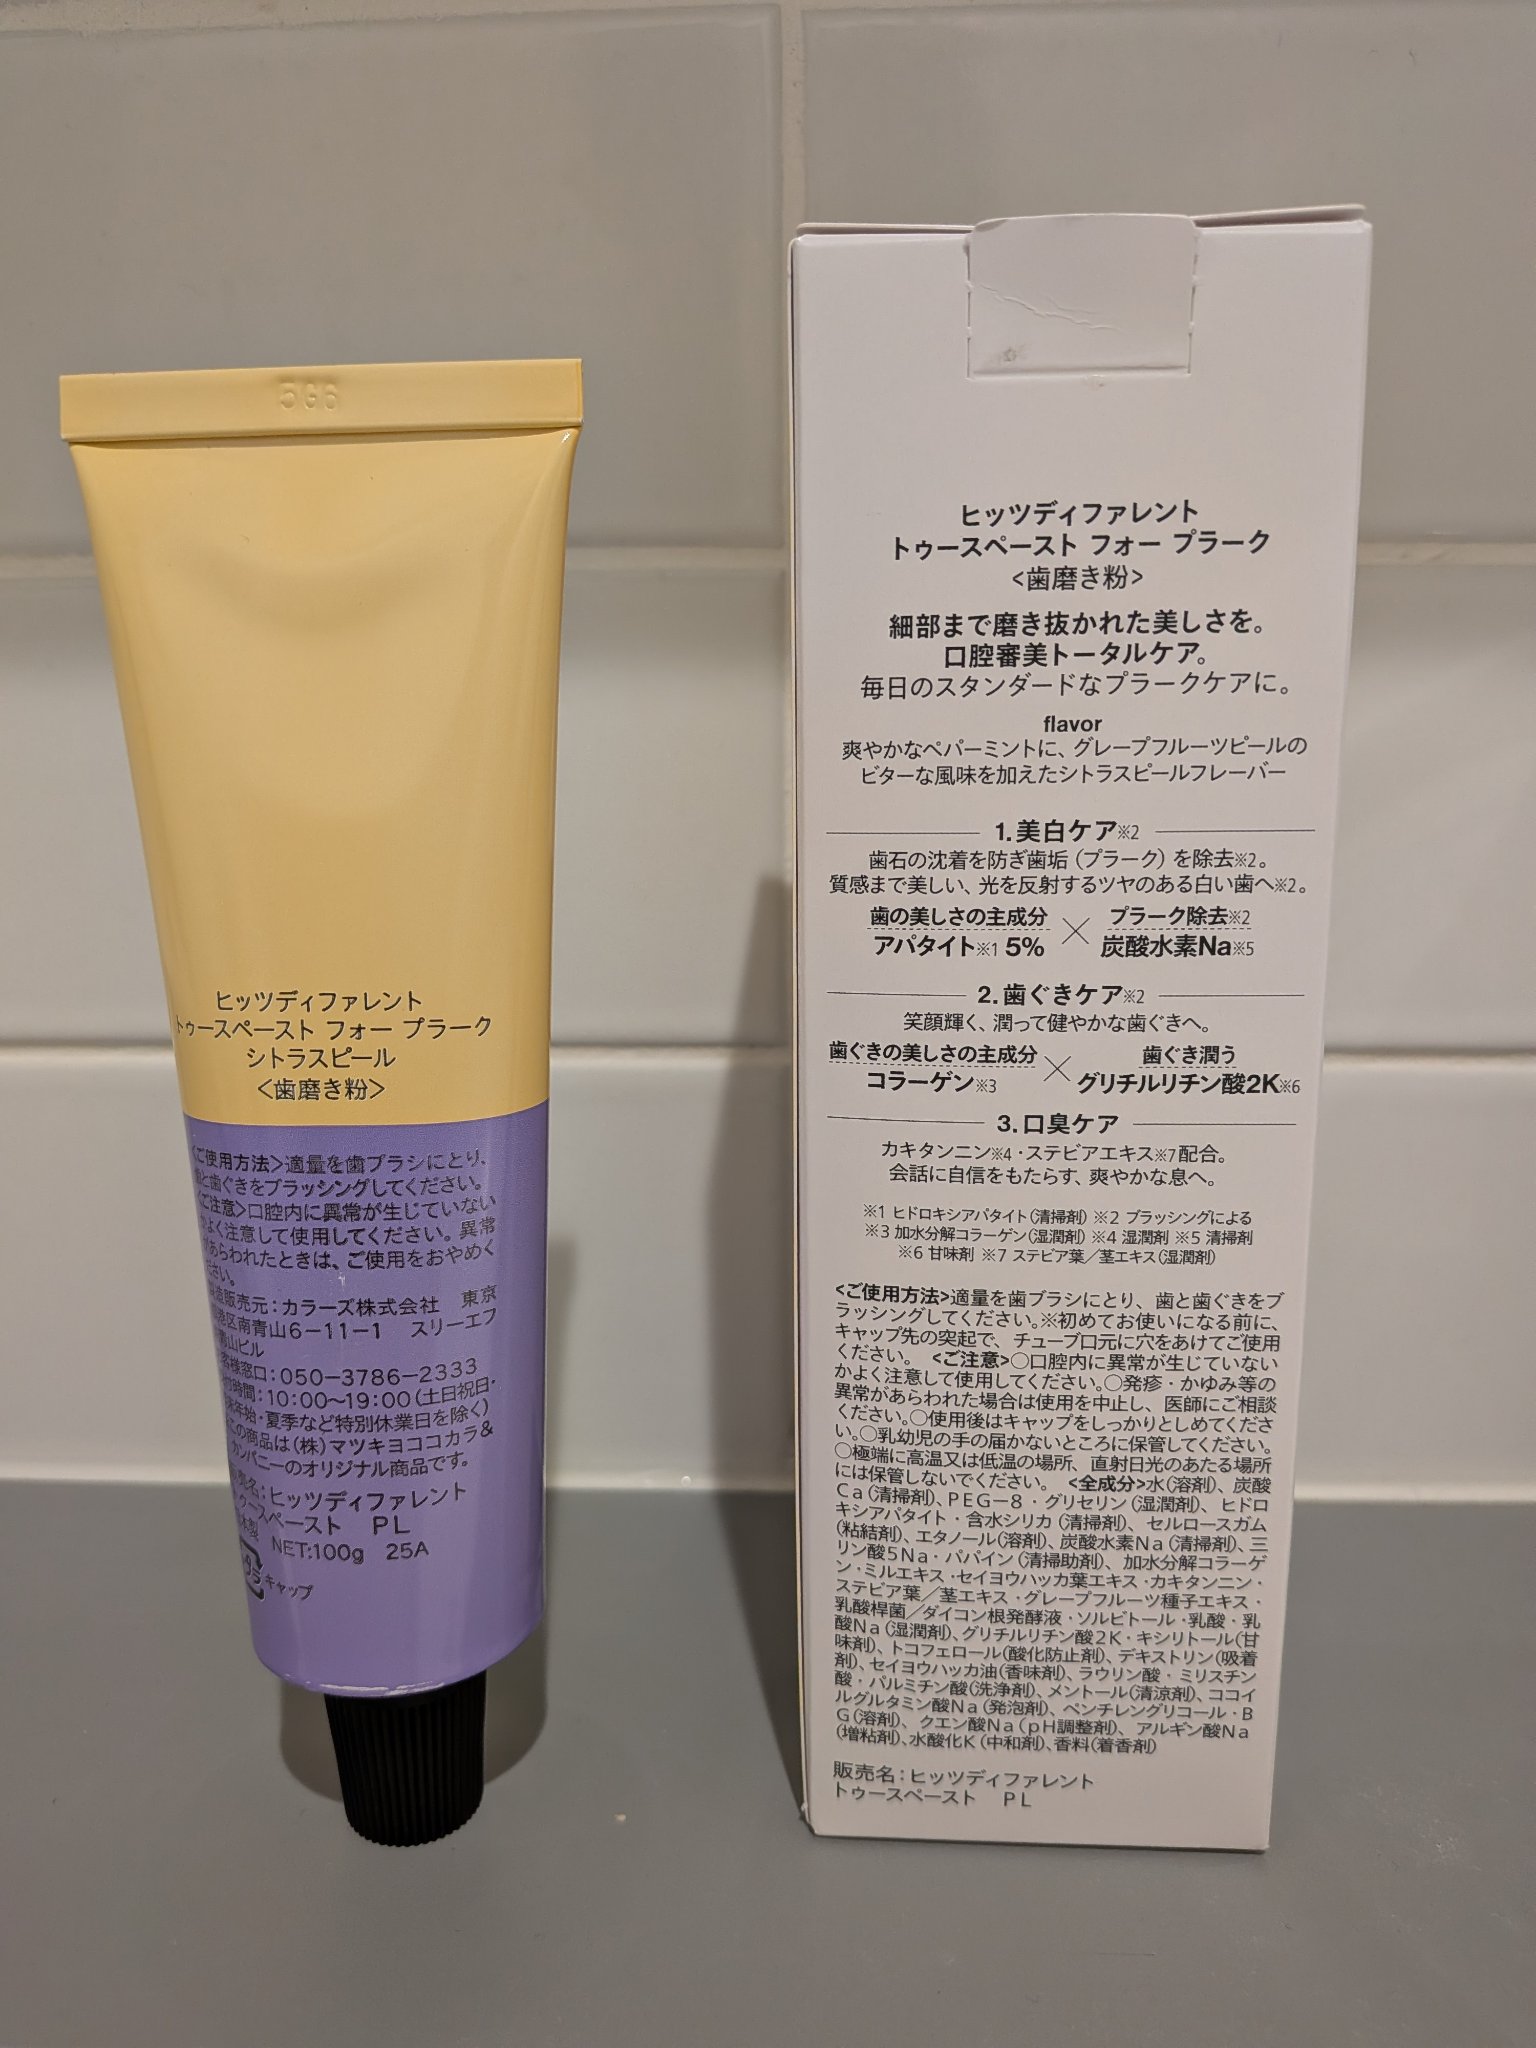 5G6
ヒッツディファレント
トゥースペースト フォー プラーク
シトラスピール
<歯磨き粉>
<ご使用方法>適量を歯ブラシにとり、
歯と歯ぐきをブラッシングしてください。
<ご注意>口腔内に異常が生じていない
かよく注意して使用してください。異常
があらわれたときは、ご使用をおやめく
ださい。
製造販売元：カラーズ株式会社 東京
都港区南青山6-11-1 スリーエフ
南青山ビル
お客様窓口：050-3786-2333
受付時間：10:00〜19:00(土日祝日・
年末年始・夏季など特別休業日を除く)
この商品は(株)マツキヨココカラ&
カンパニーのオリジナル商品です。
販売名：ヒッツディファレント
トゥースペースト PL
日本製 NET:100g 25A
プラ キャップ
ヒッツディファレント
トゥースペースト フォー プラーク
<歯磨き粉>
細部まで磨き抜かれた美しさを。
口腔審美トータルケア。
毎日のスタンダードなプラークケアに。
flavor
爽やかなペパーミントに、グレープフルーツピールの
ビターな風味を加えたシトラスピールフレーバー
1.美白ケア※2
歯石の沈着を防ぎ歯垢（プラーク）を除去※2。
質感まで美しい、光を反射するツヤのある白い歯へ※2。
歯の美しさの主成分 × プラーク除去※2
アパタイト※1 5% 炭酸水素Na※5
2.歯ぐきケア※2
笑顔輝く、潤って健やかな歯ぐきへ。
歯ぐきの美しさの主成分 × 歯ぐき潤う
コラーゲン※3 グリチルリチン酸2K※6
3.口臭ケア
カキタンニン※4・ステビアエキス※7配合。
会話に自信をもたらす、爽やかな息へ。
※1 ヒドロキシアパタイト（清掃剤）※2 ブラッシングによる
※3 加水分解コラーゲン（湿潤剤）※4 湿潤剤 ※5 清掃剤
※6 甘味剤 ※7 ステビア葉／茎エキス（湿潤剤）
<ご使用方法>適量を歯ブラシにとり、歯と歯ぐきをブ
ラッシングしてください。※初めてお使いになる前に、
キャップ先の突起で、チューブ口元に穴をあけてご使用
ください。 <ご注意>○口腔内に異常が生じていない
かよく注意して使用してください。○発疹・かゆみ等の
異常があらわれた場合は使用を中止し、医師にご相談
ください。○使用後はキャップをしっかりとしめてくださ
い。○乳幼児の手の届かないところに保管してください。
○極端に高温又は低温の場所、直射日光のあたる場所
には保管しないでください。 <全成分>水（溶剤）、炭酸
Ca（清掃剤）、PEG-8・グリセリン（湿潤剤）、ヒドロ
キシアパタイト・含水シリカ（清掃剤）、セルロースガム
（粘結剤）、エタノール（溶剤）、炭酸水素Na（清掃剤）、三
リン酸5Na・パパイン（清掃助剤）、加水分解コラーゲ
ン・ミルエキス・セイヨウハッカ葉エキス・カキタンニン・
ステビア葉／茎エキス・グレープフルーツ種子エキス・
乳酸桿菌／ダイコン根発酵液・ソルビトール・乳酸・乳
酸Na（湿潤剤）、グリチルリチン酸2K・キシリトール（甘
味剤）、トコフェロール（酸化防止剤）、デキストリン（吸着
剤）、セイヨウハッカ油（香味剤）、ラウリン酸・ミリスチン
酸・パルミチン酸（洗浄剤）、メントール（清涼剤）、ココイ
ルグルタミン酸Na（発泡剤）、ペンチレングリコール・B
G（溶剤）、クエン酸Na（pH調整剤）、アルギン酸Na
（増粘剤）、水酸化K（中和剤）、香料（着香剤）
販売名：ヒッツディファレント
トゥースペースト PL